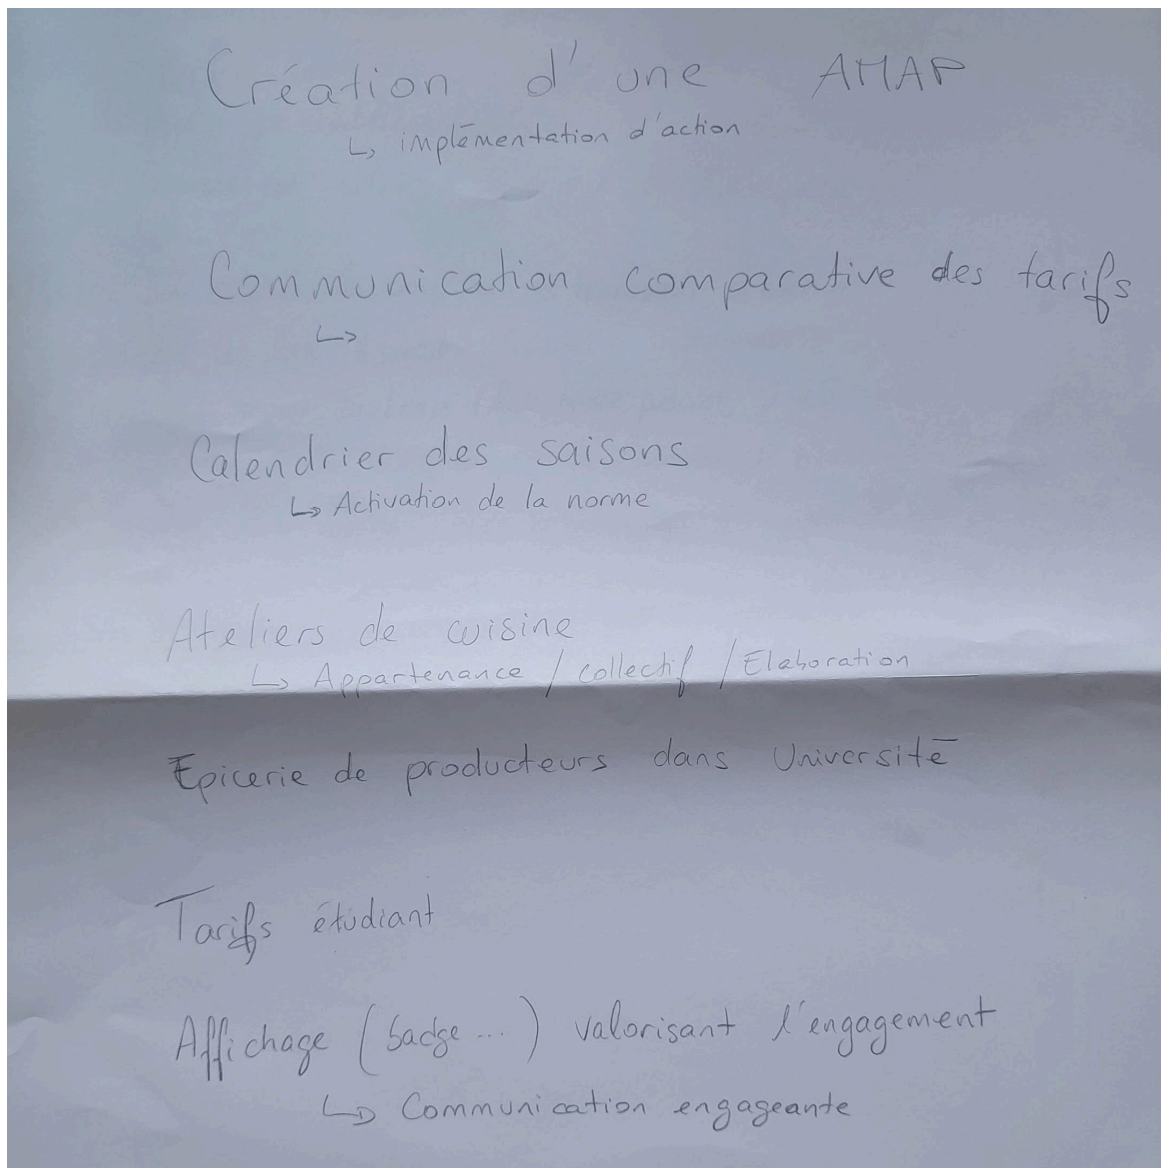 Création d'une AMAP
↳ implémentation d'action
Communication comparative des tarifs
↳
Calendrier des saisons
↳ Activation de la norme
Ateliers de cuisine
↳ Appartenance / collectif / Elaboration
Epicerie de producteurs dans Université
Tarifs étudiant
Affichage (badge ...) valorisant l'engagement
↳ Communication engageante